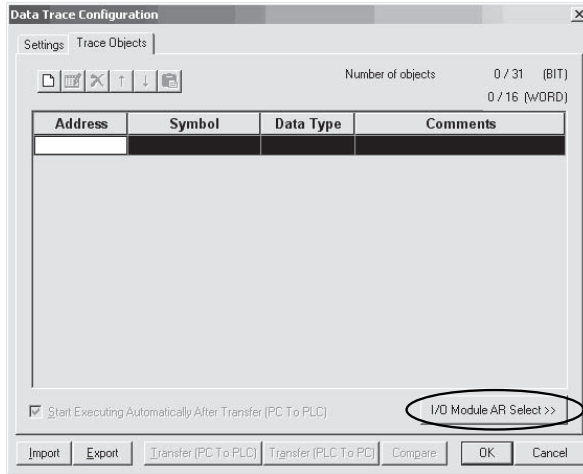 Data Trace Configuration
Settings Trace Objects
Number of objects 0 / 31 (BIT)
0 / 16 (WORD)
Address Symbol Data Type Comments
Start Executing Automatically After Transfer (PC To PLC)
I/O Module AR Select >>
Import Export Transfer (PC To PLC) Transfer (PLC To PC) Compare OK Cancel